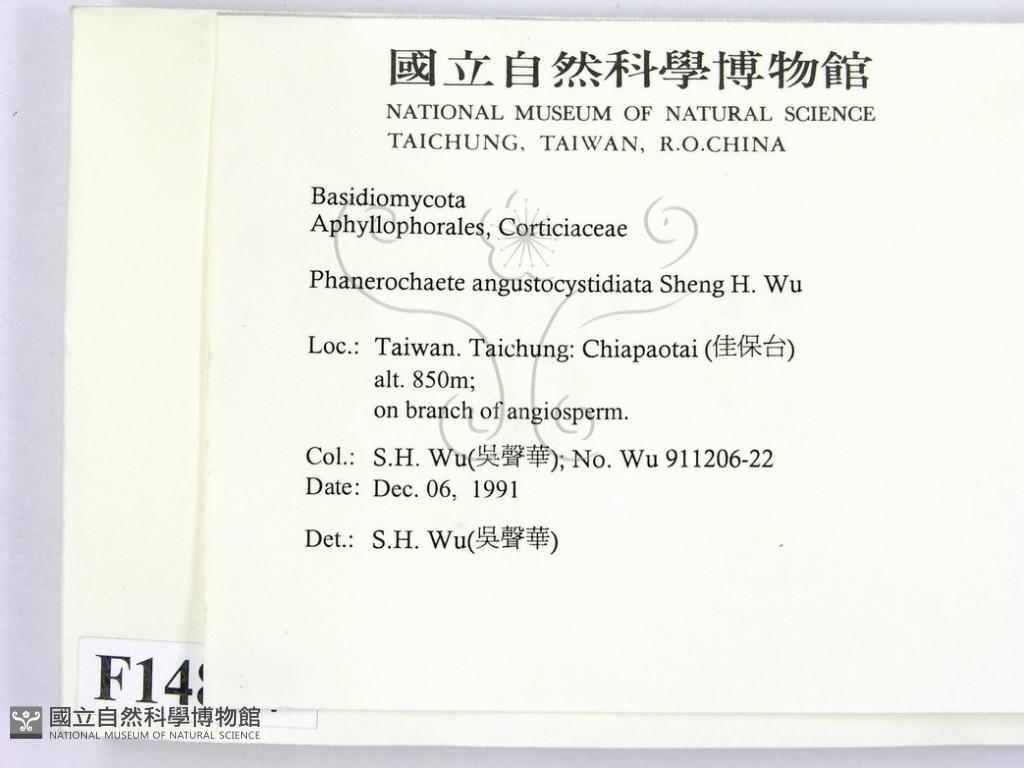 國立自然科學博物館
NATIONAL MUSEUM OF NATURAL SCIENCE
TAICHUNG, TAIWAN, R.O.CHINA
Basidiomycota
Aphyllophorales, Corticiaceae
Phanerochaete angustocystidiata Sheng H. Wu
Loc.: Taiwan. Taichung: Chiapaotai (佳保台)
alt. 850m;
on branch of angiosperm.
Col.: S.H. Wu(吳聲華); No. Wu 911206-22
Date: Dec. 06, 1991
Det.: S.H. Wu(吳聲華)
國立自然科學博物館
NATIONAL MUSEUM OF NATURAL SCIENCE